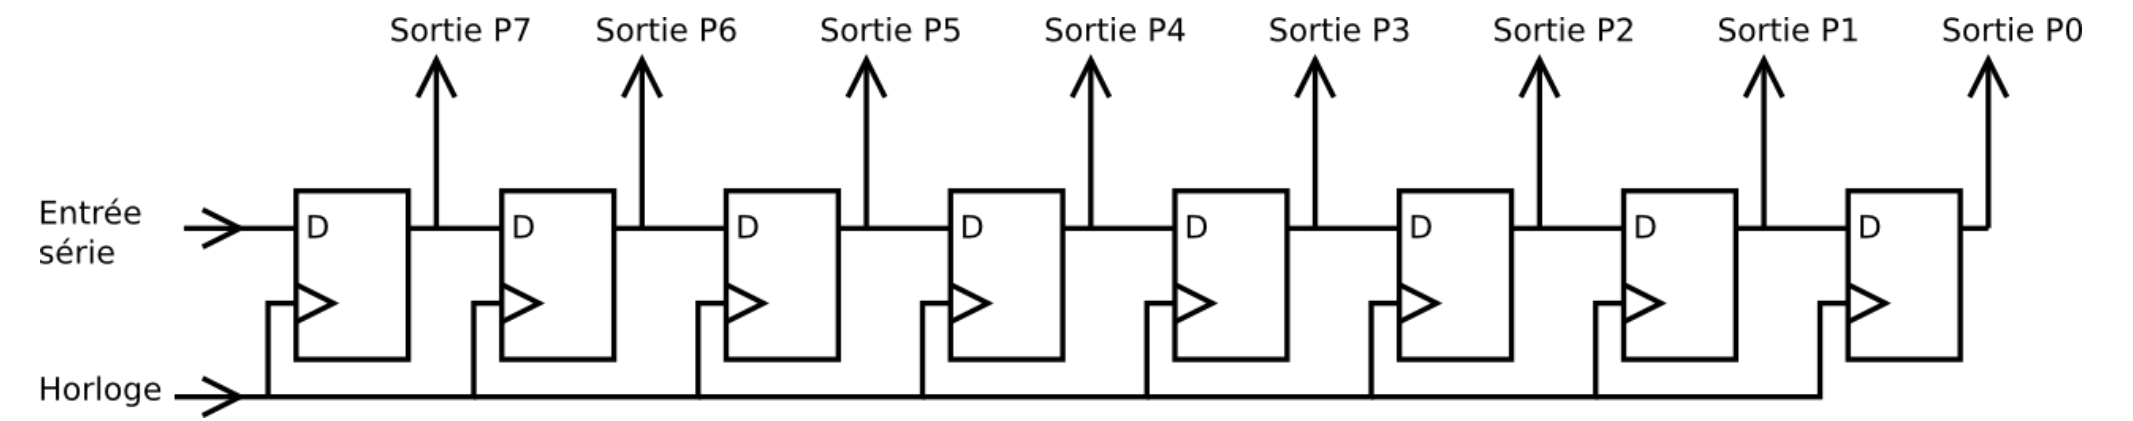 Sortie P7 Sortie P6 Sortie P5 Sortie P4 Sortie P3 Sortie P2 Sortie P1 Sortie P0
Entrée
série
D D D D D D D D
Horloge